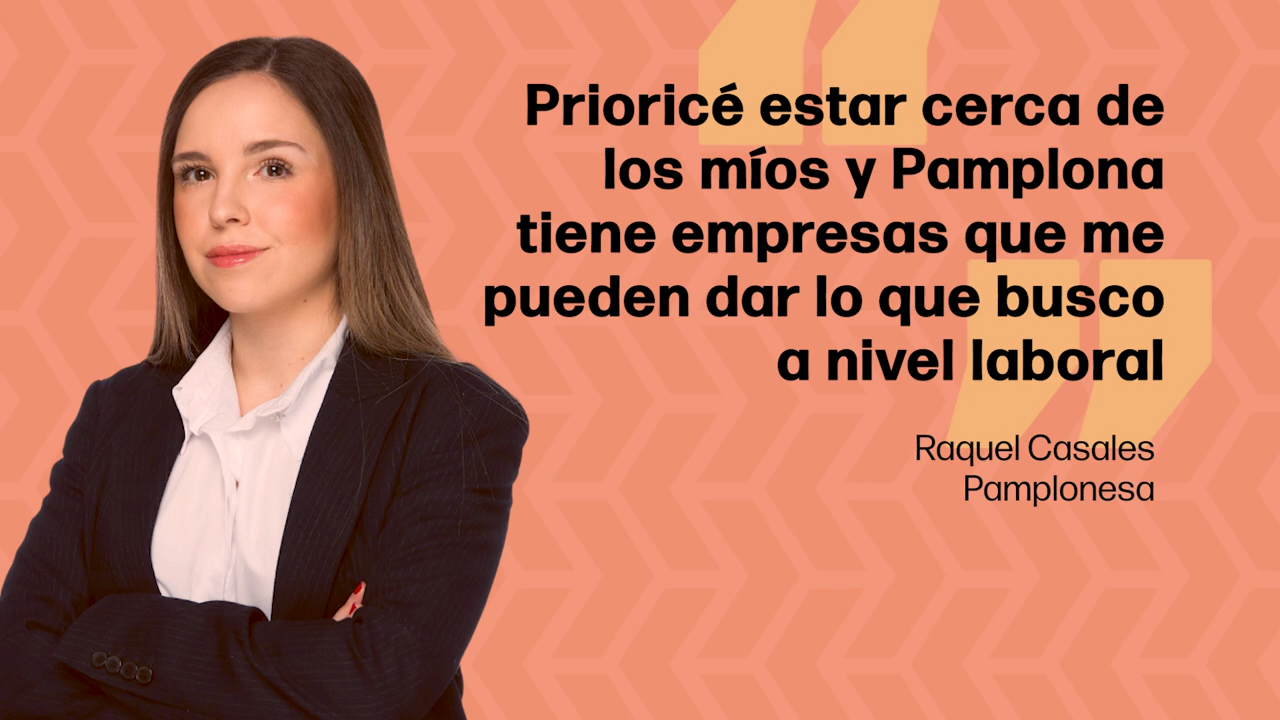 Prioricé estar cerca de
los míos y Pamplona
tiene empresas que me
pueden dar lo que busco
a nivel laboral
Raquel Casales
Pamplonesa